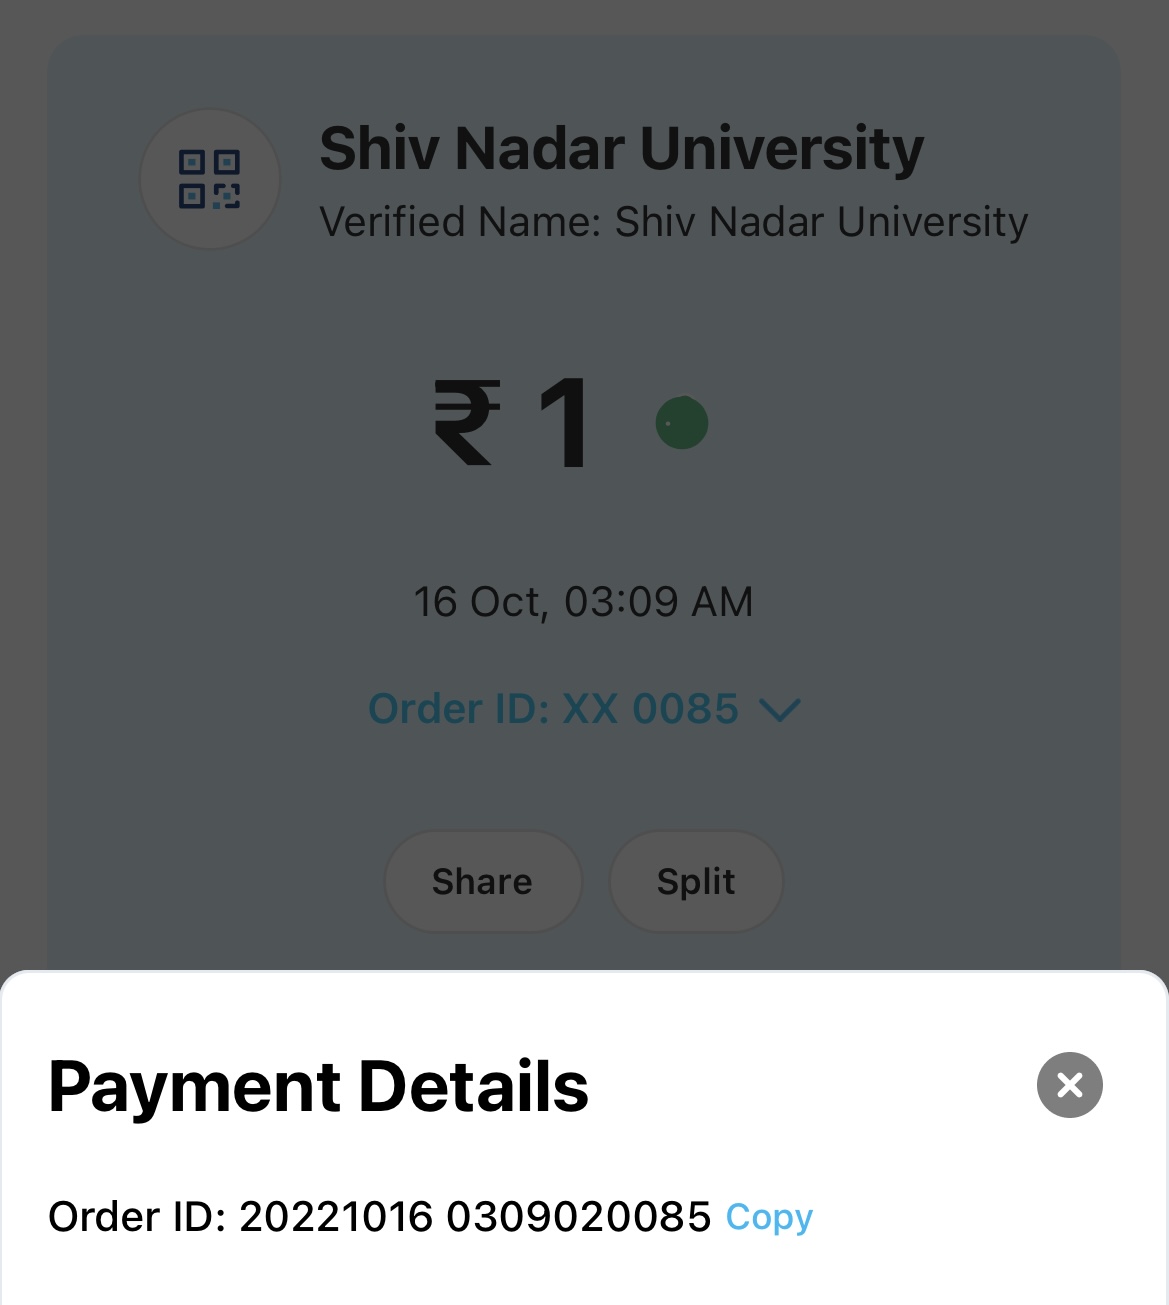 Shiv Nadar University
Verified Name: Shiv Nadar University
₹ 1
16 Oct, 03:09 AM
Order ID: XX 0085
Share Split
Payment Details
Order ID: 20221016 0309020085 Copy